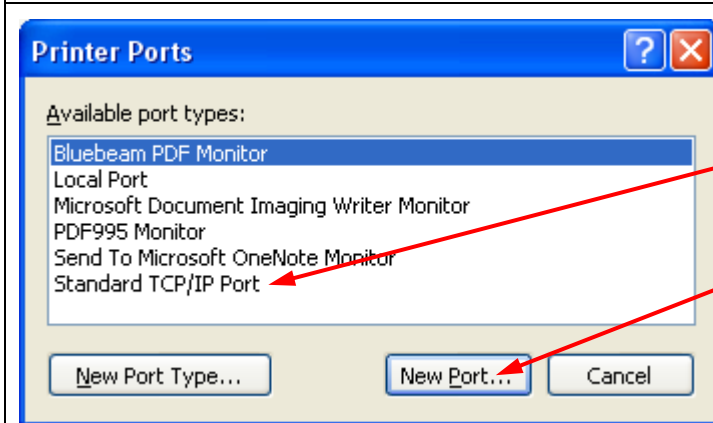 Printer Ports
Available port types:
Bluebeam PDF Monitor
Local Port
Microsoft Document Imaging Writer Monitor
PDF995 Monitor
Send To Microsoft OneNote Monitor
Standard TCP/IP Port
New Port Type... New Port... Cancel